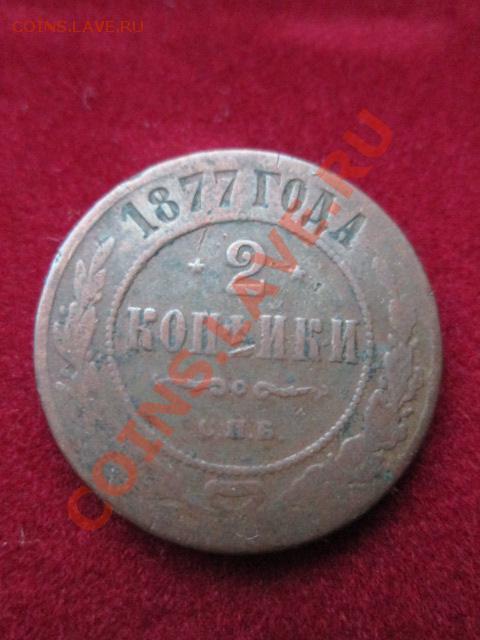 COINS.LAVE.RU
1877 ГОДА
2
КОПѢЙКИ
С.П.Б.
COINS.LAVE.RU